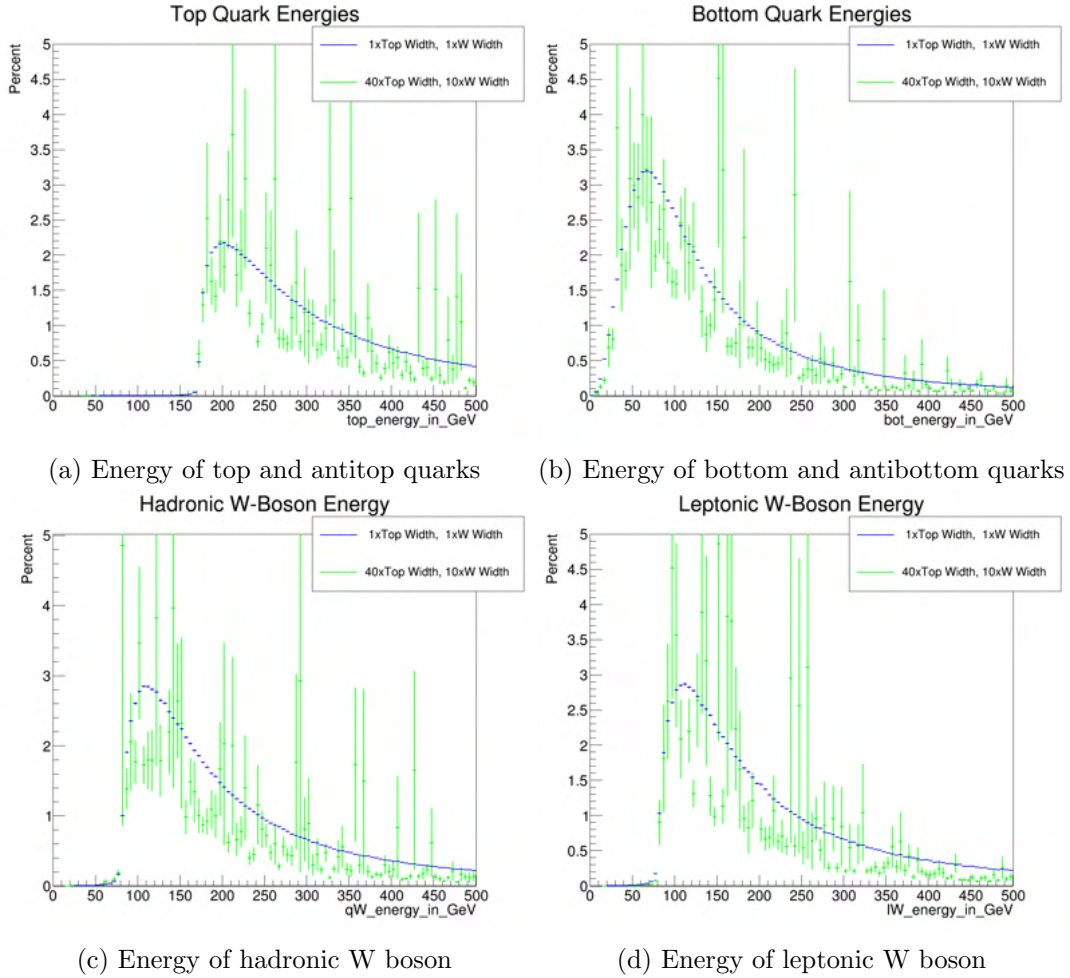 Top Quark Energies
Percent
1xTop Width, 1xW Width
40xTop Width, 10xW Width
5
4.5
4
3.5
3
2.5
2
1.5
1
0.5
0
0 50 100 150 200 250 300 350 400 450 500
top_energy_in_GeV
(a) Energy of top and antitop quarks
Bottom Quark Energies
Percent
1xTop Width, 1xW Width
40xTop Width, 10xW Width
5
4.5
4
3.5
3
2.5
2
1.5
1
0.5
0
0 50 100 150 200 250 300 350 400 450 500
bot_energy_in_GeV
(b) Energy of bottom and antibottom quarks
Hadronic W-Boson Energy
Percent
1xTop Width, 1xW Width
40xTop Width, 10xW Width
5
4
3
2
1
0
0 50 100 150 200 250 300 350 400 450 500
qW_energy_in_GeV
(c) Energy of hadronic W boson
Leptonic W-Boson Energy
Percent
1xTop Width, 1xW Width
40xTop Width, 10xW Width
5
4.5
4
3.5
3
2.5
2
1.5
1
0.5
0
0 50 100 150 200 250 300 350 400 450 500
lW_energy_in_GeV
(d) Energy of leptonic W boson